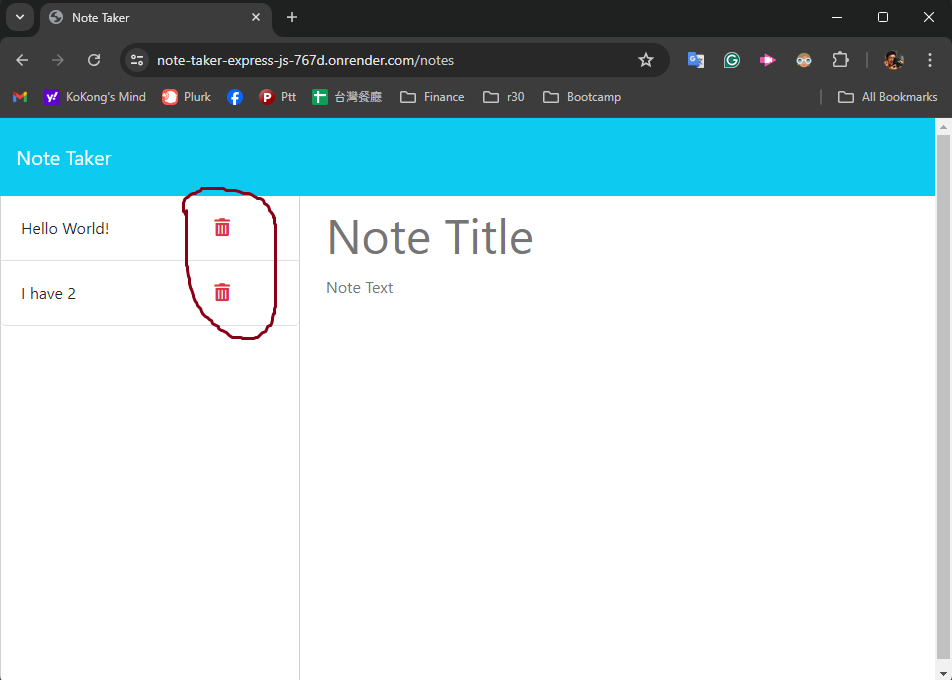 Note Taker
note-taker-express-js-767d.onrender.com/notes
KoKong's Mind Plurk Ptt 台灣餐廳 Finance r30 Bootcamp All Bookmarks
Note Taker
Hello World!
I have 2
Note Title
Note Text